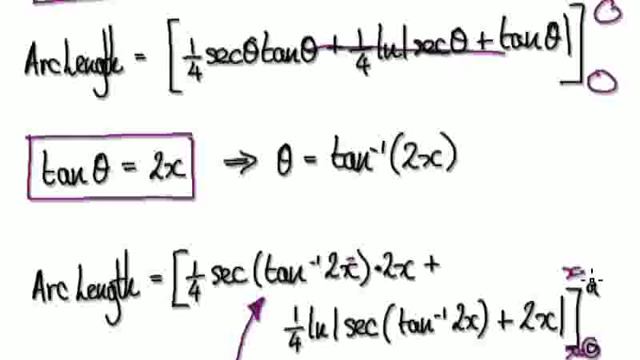 Arc Length = [¼ secθ tanθ + ¼ ln|secθ + tanθ|]
tan θ = 2x ⇒ θ = tan⁻¹(2x)
Arc Length = [¼ sec(tan⁻¹ 2x)·2x +
¼ ln|sec(tan⁻¹ 2x) + 2x|]